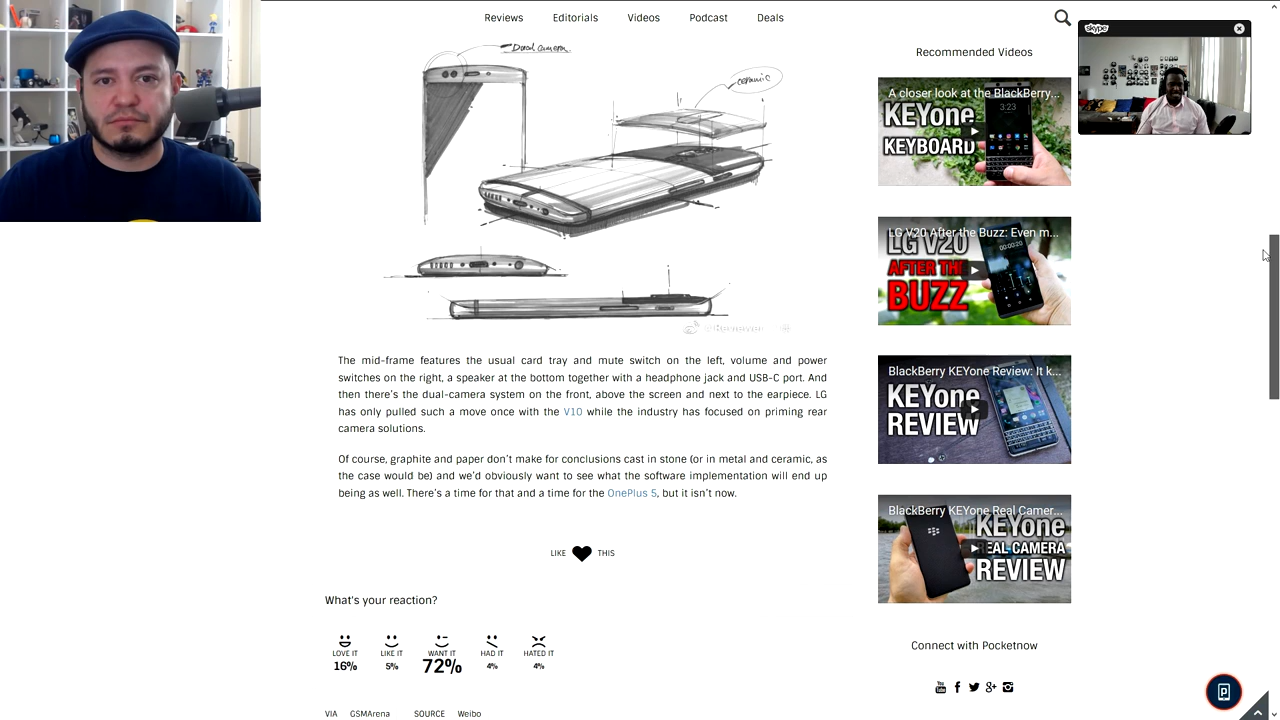 Reviews Editorials Videos Podcast Deals
skype
Dual camera
ceramic
The mid-frame features the usual card tray and mute switch on the left, volume and power
switches on the right, a speaker at the bottom together with a headphone jack and USB-C port. And
then there's the dual-camera system on the front, above the screen and next to the earpiece. LG
has only pulled such a move once with the V10 while the industry has focused on priming rear
camera solutions.
Of course, graphite and paper don't make for conclusions cast in stone (or in metal and ceramic, as
the case would be) and we'd obviously want to see what the software implementation will end up
being as well. There's a time for that and a time for the OnePlus 5, but it isn't now.
LIKE THIS
What's your reaction?
LOVE IT LIKE IT WANT IT HAD IT HATED IT
16% 5% 72% 4% 4%
VIA GSMArena SOURCE Weibo
Recommended Videos
A closer look at the BlackBerry...
3:23
KEYone
KEYBOARD
LG V20 After the Buzz: Even m...
LG V20
00:00:20
AFTER THE
BUZZ
BlackBerry KEYone Review: It k...
KEYone
REVIEW
BlackBerry KEYone Real Camer...
KEYone
REAL CAMERA
REVIEW
Connect with Pocketnow
You Tube